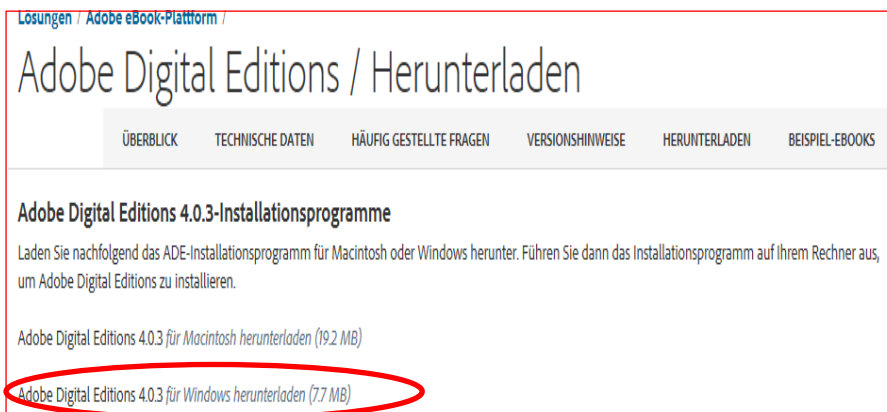 Lösungen / Adobe eBook-Plattform /
Adobe Digital Editions / Herunterladen
ÜBERBLICK TECHNISCHE DATEN HÄUFIG GESTELLTE FRAGEN VERSIONSHINWEISE HERUNTERLADEN BEISPIEL-EBOOKS
Adobe Digital Editions 4.0.3-Installationsprogramme
Laden Sie nachfolgend das ADE-Installationsprogramm für Macintosh oder Windows herunter. Führen Sie dann das Installationsprogramm auf Ihrem Rechner aus,
um Adobe Digital Editions zu installieren.
Adobe Digital Editions 4.0.3 für Macintosh herunterladen (19.2 MB)
Adobe Digital Editions 4.0.3 für Windows herunterladen (7.7 MB)